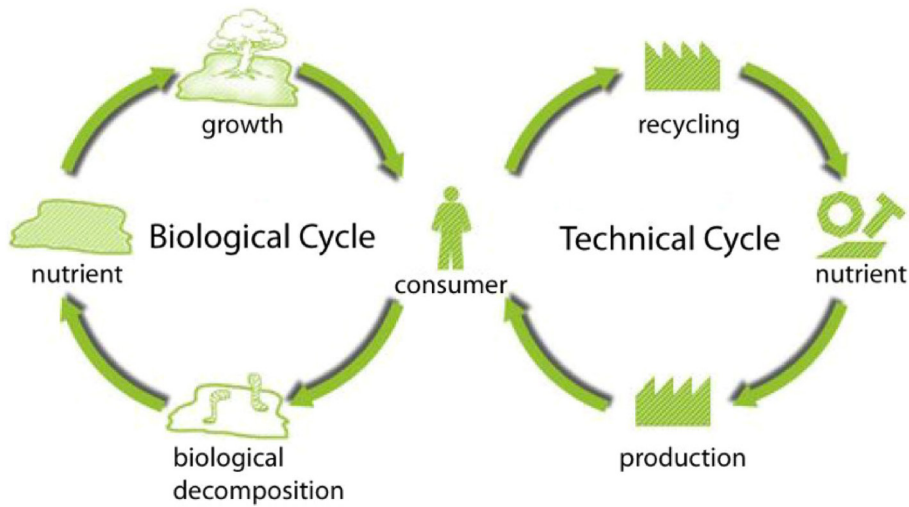 growth
recycling
Biological Cycle
Technical Cycle
nutrient
consumer
nutrient
biological
decomposition
production